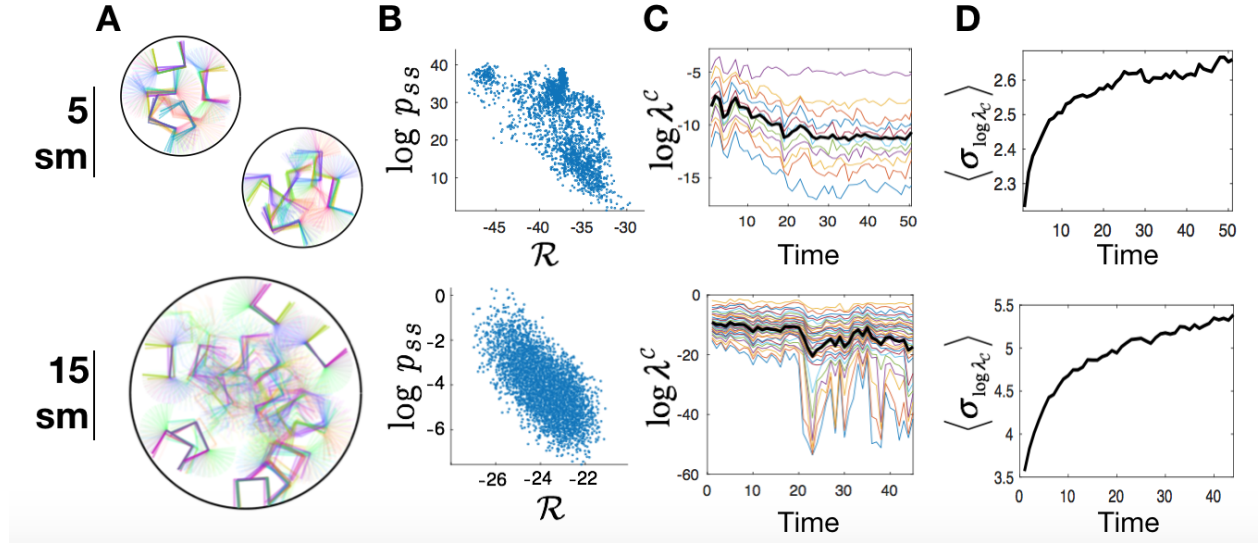 A
B
C
D
5
sm
log p_ss
40
30
20
10
-45
-40
-35
-30
ℛ
log λ^C
-5
-10
-15
10
20
30
40
50
Time
⟨σ_log λ_C⟩
2.6
2.5
2.4
2.3
10
20
30
40
50
Time
15
sm
log p_ss
0
-2
-4
-6
-26
-24
-22
ℛ
log λ^C
0
-20
-40
-60
0
10
20
30
40
Time
⟨σ_log λ_C⟩
5.5
5
4.5
4
3.5
0
10
20
30
40
Time